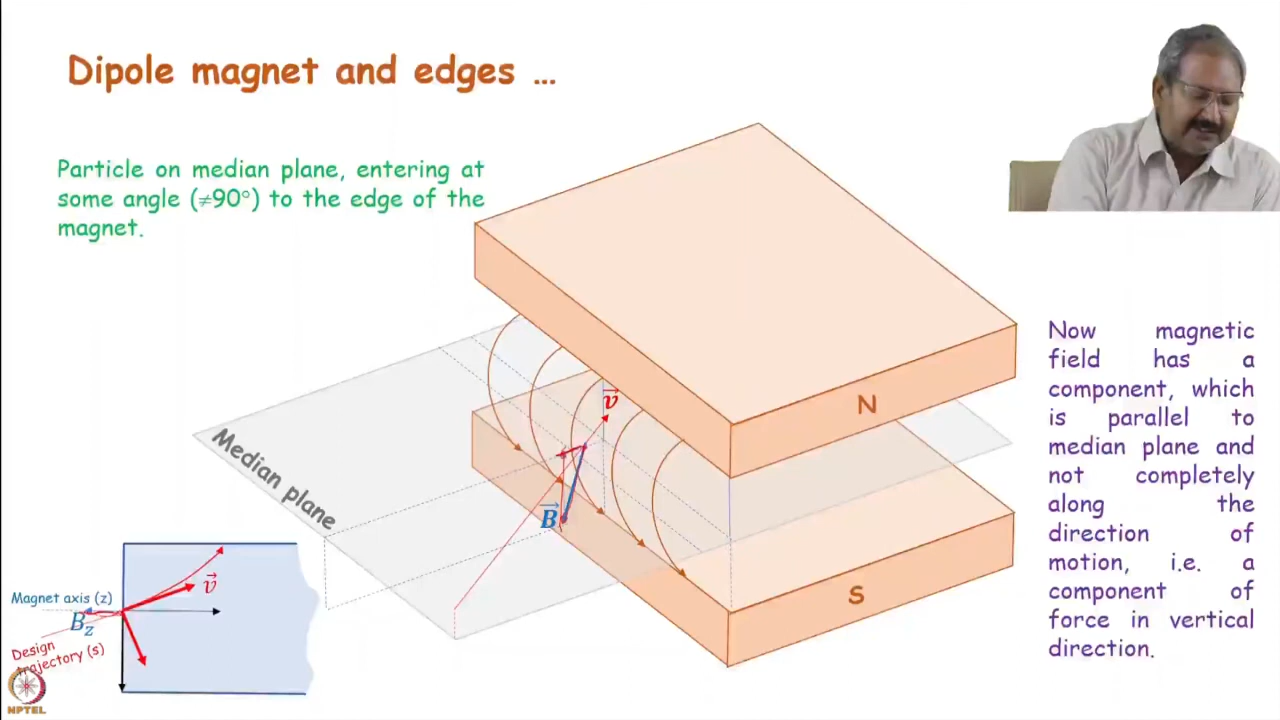 Dipole magnet and edges ...
Particle on median plane, entering at
some angle (≠90°) to the edge of the
magnet.
N
Now magnetic
field has a
component, which
is parallel to
median plane and
not completely
along the
direction of
motion, i.e. a
component of
force in vertical
direction.
v⃗
Median plane
B⃗
S
Magnet axis (z)
v⃗
B_z
Design
trajectory (s)
NPTEL